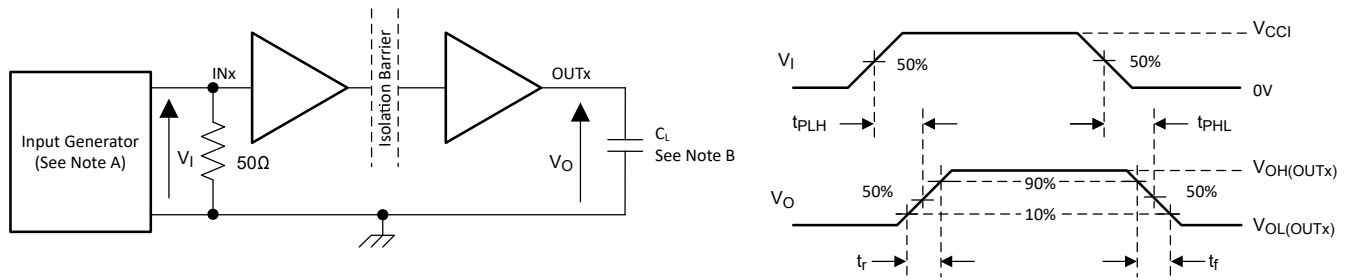 Input Generator
(See Note A)
V_I
INx
50Ω
Isolation Barrier
OUTx
V_O
C_L
See Note B
V_I
50%
50%
V_CCI
0V
t_PLH
t_PHL
V_O
50%
90%
50%
10%
V_OH(OUTx)
V_OL(OUTx)
t_r
t_f